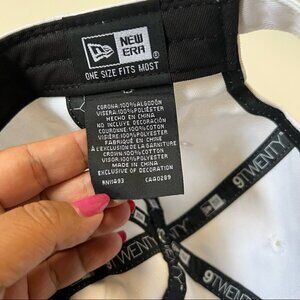 NEW
ERA®
ONE SIZE FITS MOST
CORONA:100%ALGODÓN
VISERA:100%POLIÉSTER
HECHO EN CHINA
NO INCLUYE DECORACIÓN
COURONNE:100% COTON
VISIÈRE:100% POLYESTER
FABRIQUÉ EN CHINE
À L'EXCLUSION DE LA GARNITURE
CROWN:100%COTTON
VISOR:100% POLYESTER
MADE IN CHINA
EXCLUSIVE OF DECORATION
RN11493 CA40289
9TWENTY
9TWENTY
9TWENTY